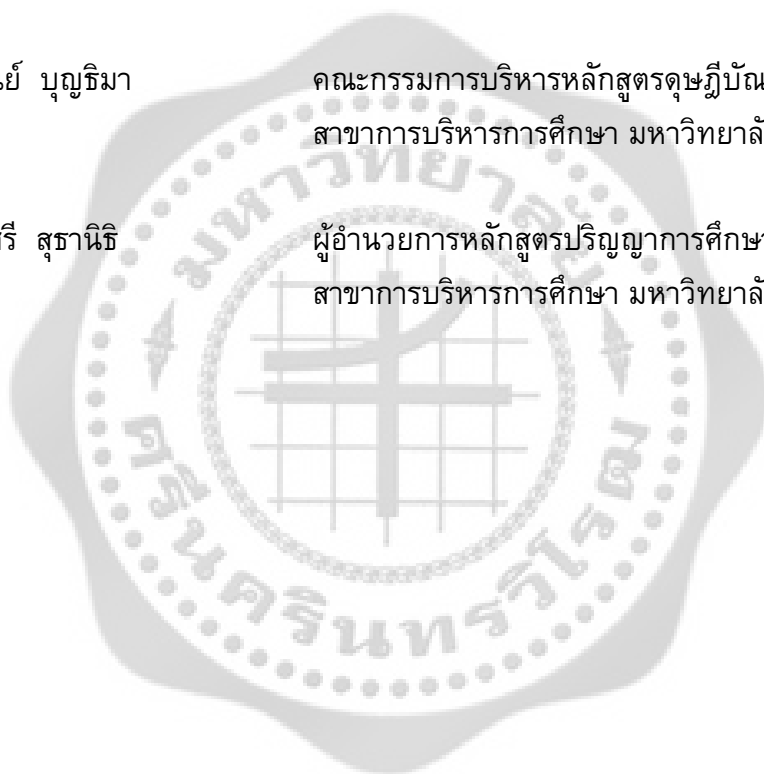 บุญธิมา คณะกรรมการบริหารหลักสูตรดุษฎีบัณ
สาขาการบริหารการศึกษา มหาวิทยาลั
สุธานิธิ ผู้อำนวยการหลักสูตรปริญญาการศึกษา
สาขาการบริหารการศึกษา มหาวิทยาลั
มหาวิทยาลัย
ศรีนครินทรวิโรฒ